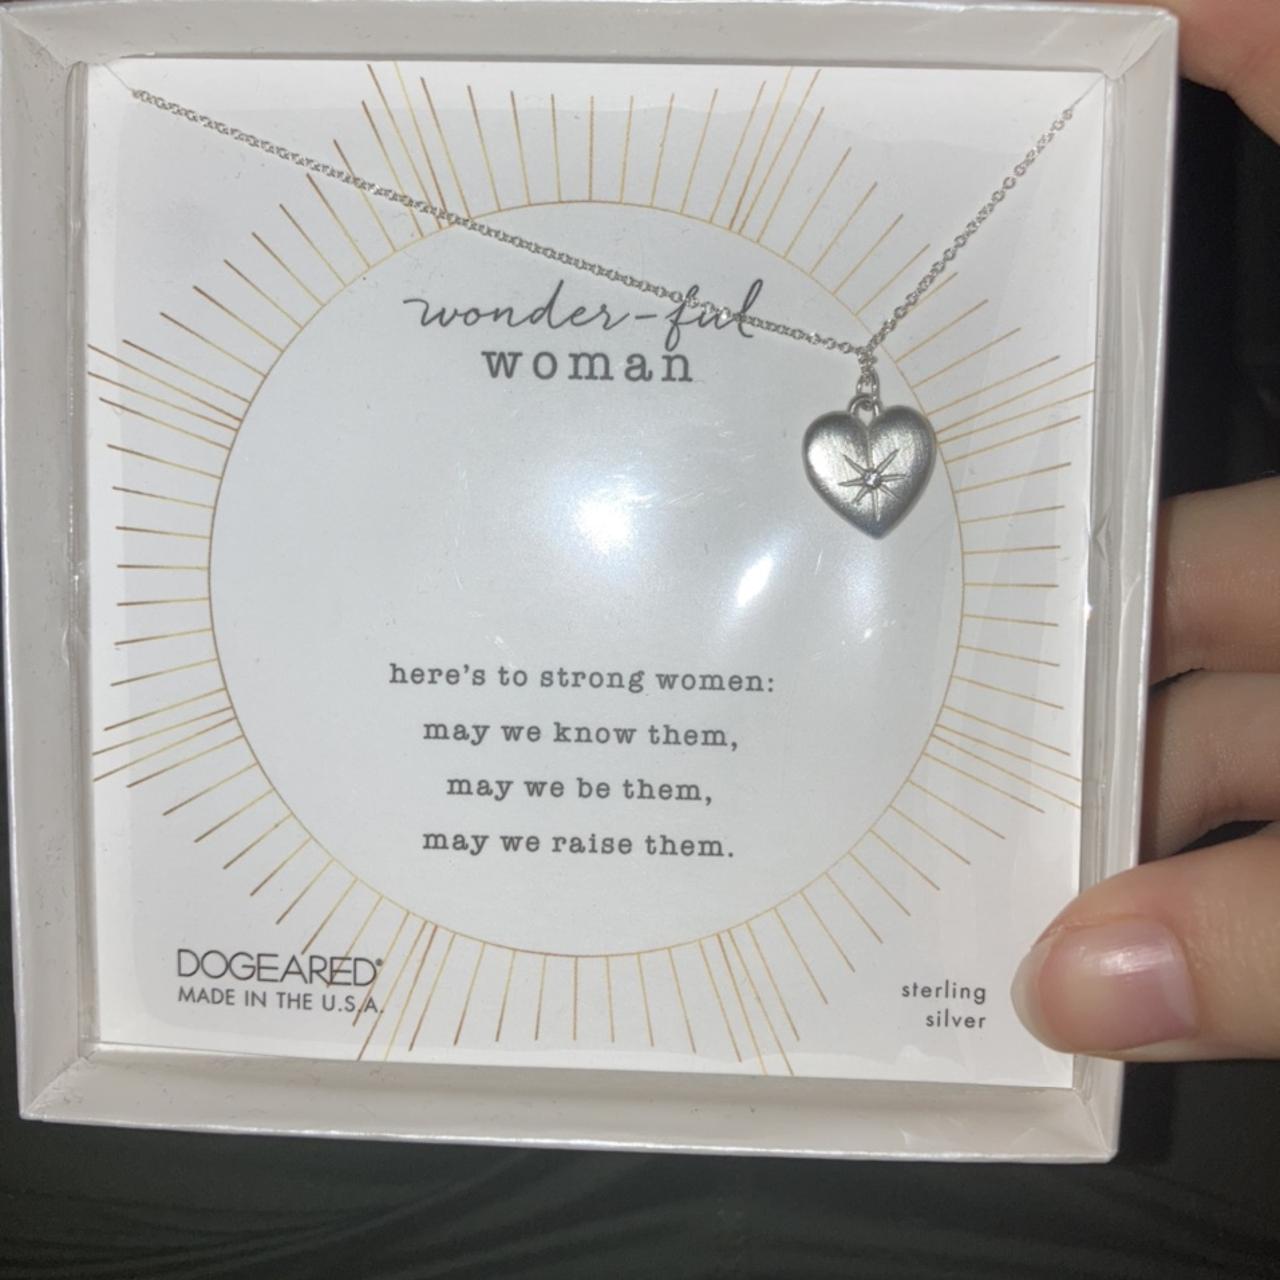 wonder-ful
woman
here's to strong women:
may we know them,
may we be them,
may we raise them.
DOGEARED®
MADE IN THE U.S.A.
sterling
silver